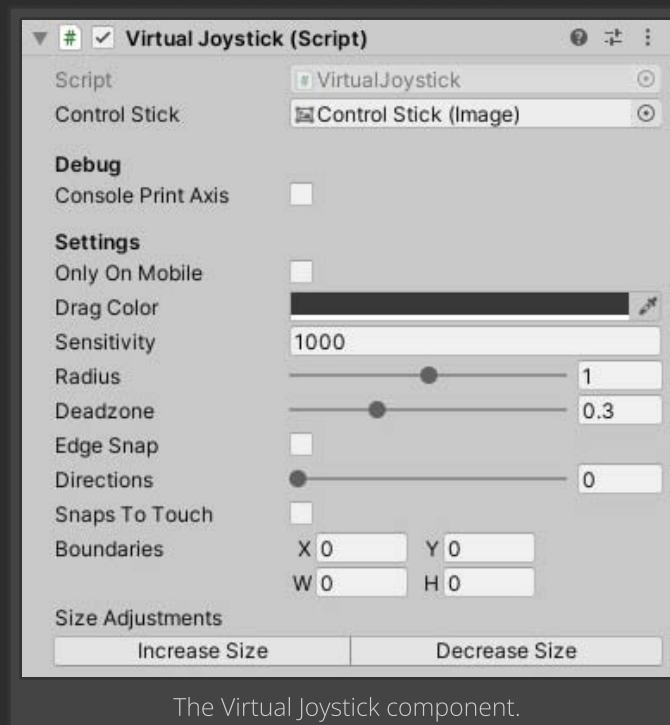 # Virtual Joystick (Script)
Script # VirtualJoystick
Control Stick Control Stick (Image)
Debug
Console Print Axis
Settings
Only On Mobile
Drag Color
Sensitivity 1000
Radius 1
Deadzone 0.3
Edge Snap
Directions 0
Snaps To Touch
Boundaries X 0 Y 0
W 0 H 0
Size Adjustments
Increase Size Decrease Size
The Virtual Joystick component.